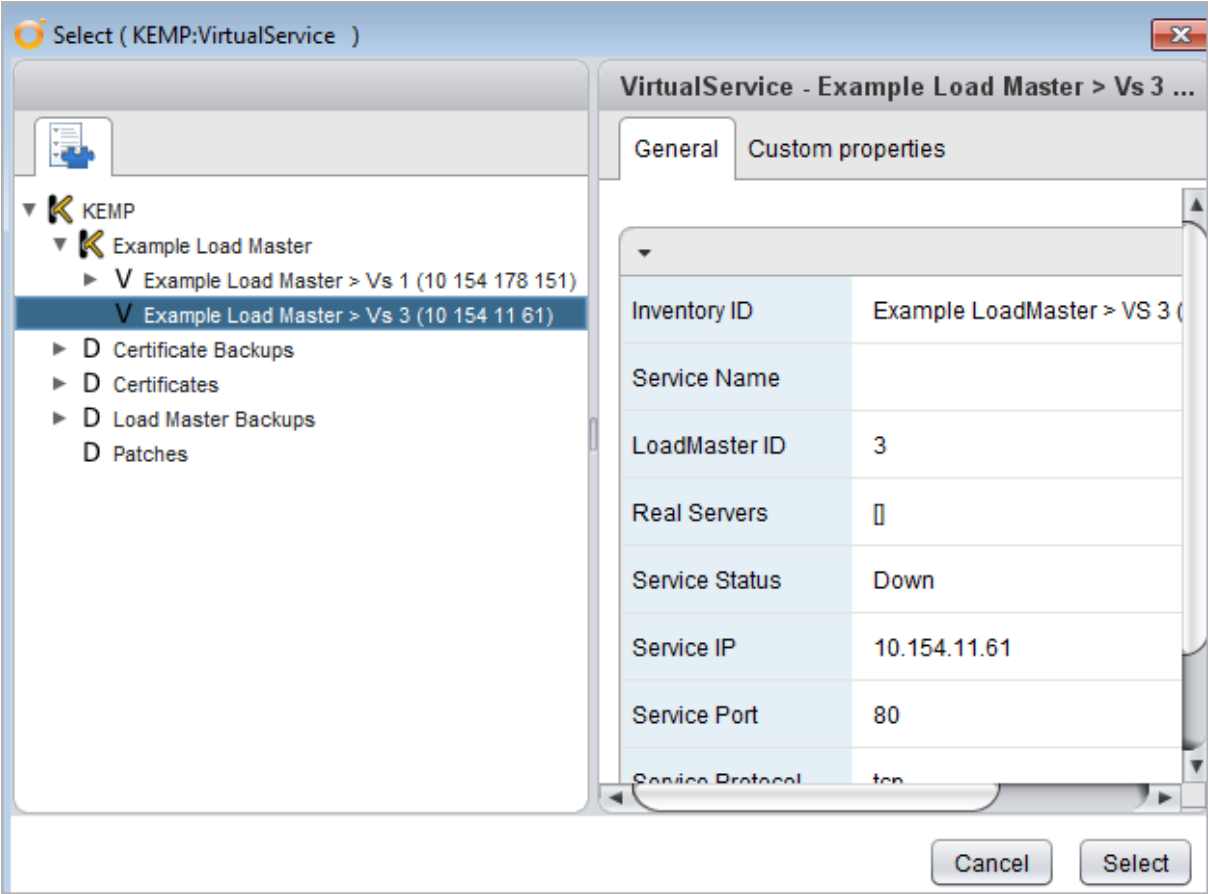 Select ( KEMP:VirtualService )
VirtualService - Example Load Master > Vs 3 ...
General
Custom properties
KEMP
Example Load Master
V Example Load Master > Vs 1 (10 154 178 151)
V Example Load Master > Vs 3 (10 154 11 61)
D Certificate Backups
D Certificates
D Load Master Backups
D Patches
Inventory ID Example LoadMaster > VS 3 (
Service Name
LoadMaster ID 3
Real Servers []
Service Status Down
Service IP 10.154.11.61
Service Port 80
Service Protocol tcp
Cancel Select